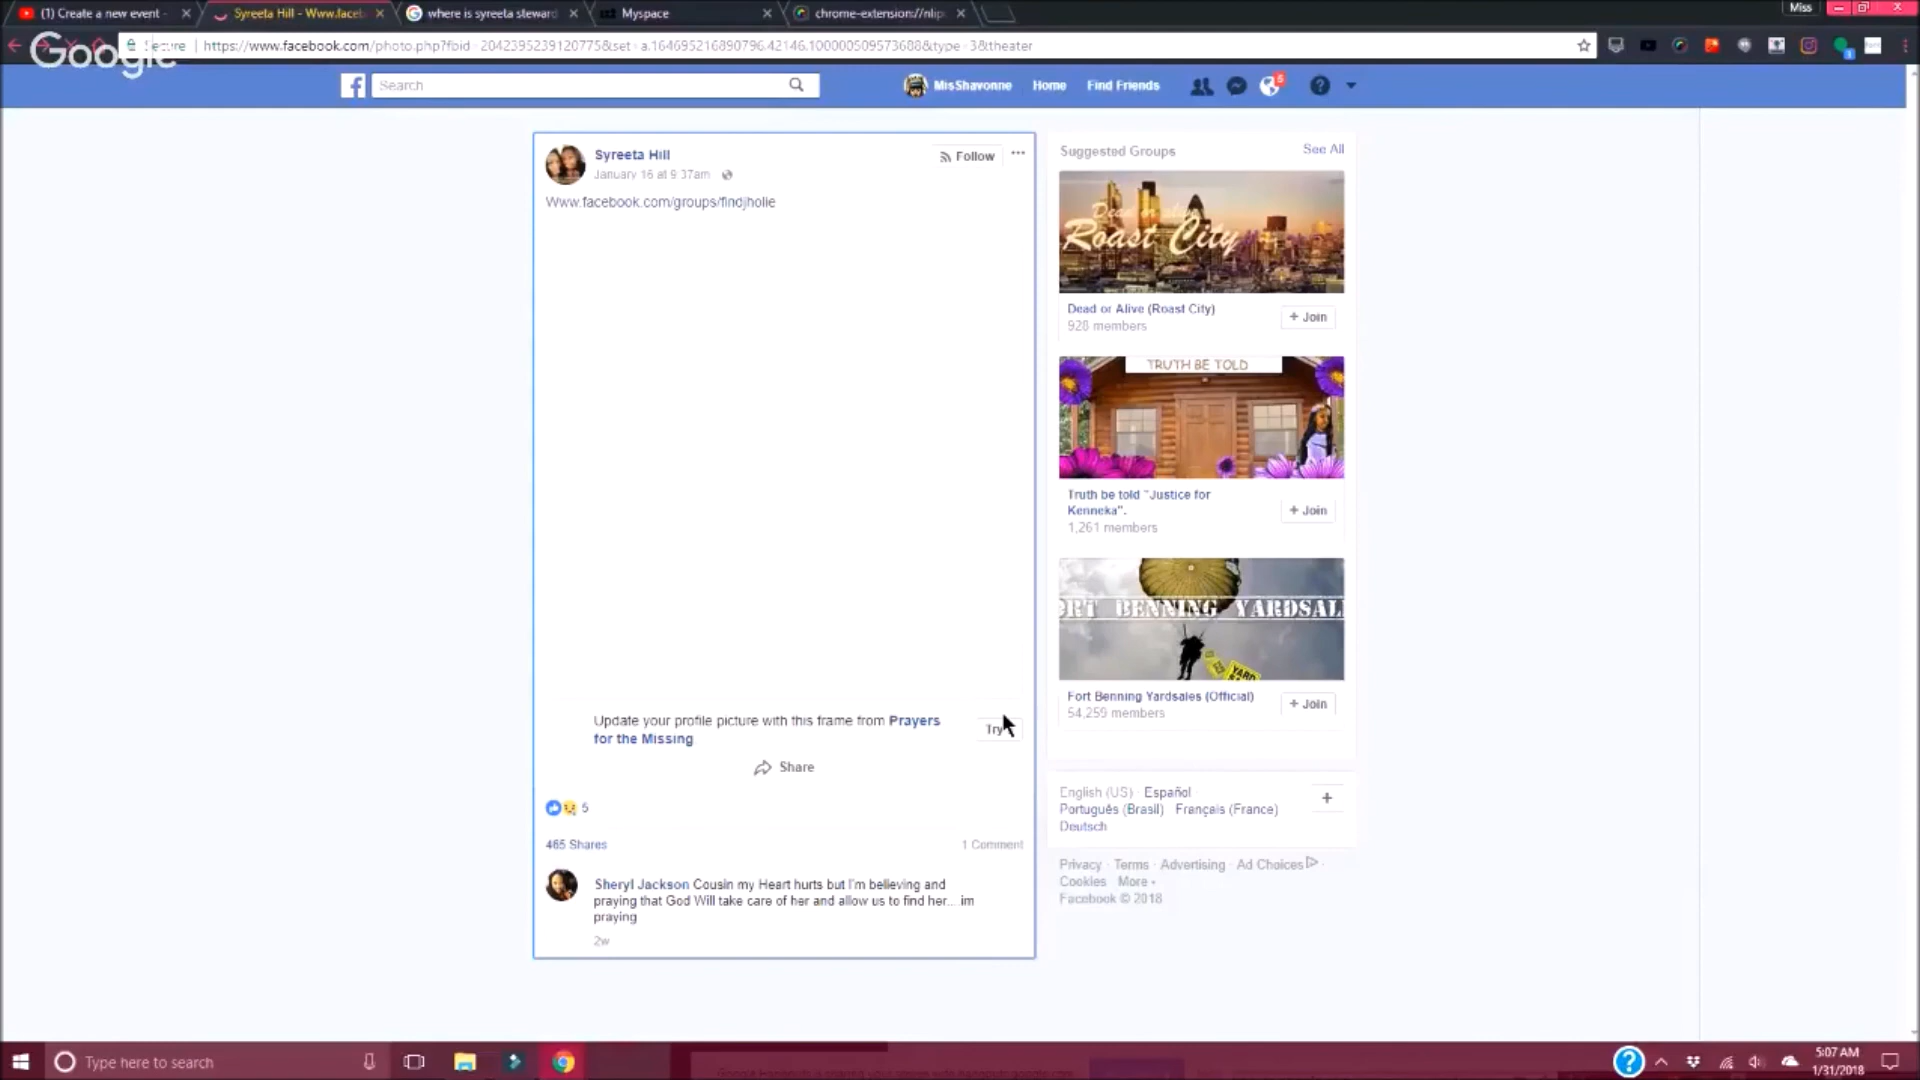 (1) Create a new event -
Syreeta Hill - Www.facel
where is syreeta steward
Myspace
chrome-extension://nlip
Miss
Google
Secure
https://www.facebook.com/photo.php?fbid 2042395239120775&set a.164695216890796.42146.100000509573688&type 3&theater
Search
MisShavonne
Home
Find Friends
5
Syreeta Hill
January 16 at 9 37am
Follow
Www.facebook.com/groups/findjholie
Update your profile picture with this frame from Prayers
for the Missing
Try
Share
5
465 Shares
1 Comment
Sheryl Jackson Cousin my Heart hurts but I'm believing and
praying that God Will take care of her and allow us to find her... im
praying
2w
Suggested Groups
See All
Dead or alive
Roast City
Dead or Alive (Roast City)
928 members
+ Join
TRUTH BE TOLD
Truth be told "Justice for
Kenneka".
1,261 members
+ Join
ORT BENNING YARDSAL
YARD
Fort Benning Yardsales (Official)
54,259 members
+ Join
English (US) · Español
Português (Brasil) · Français (France)
Deutsch
+
Privacy · Terms · Advertising · Ad Choices
Cookies · More
Facebook © 2018
Type here to search
5:07 AM
1/31/2018